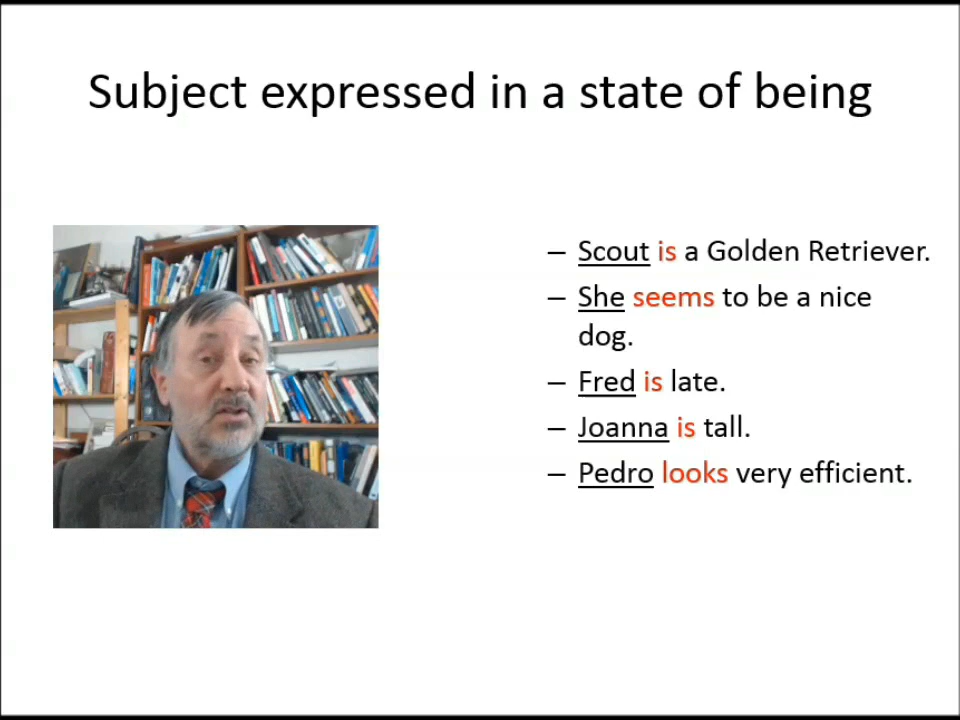 Subject expressed in a state of being
– Scout is a Golden Retriever.
– She seems to be a nice
dog.
– Fred is late.
– Joanna is tall.
– Pedro looks very efficient.